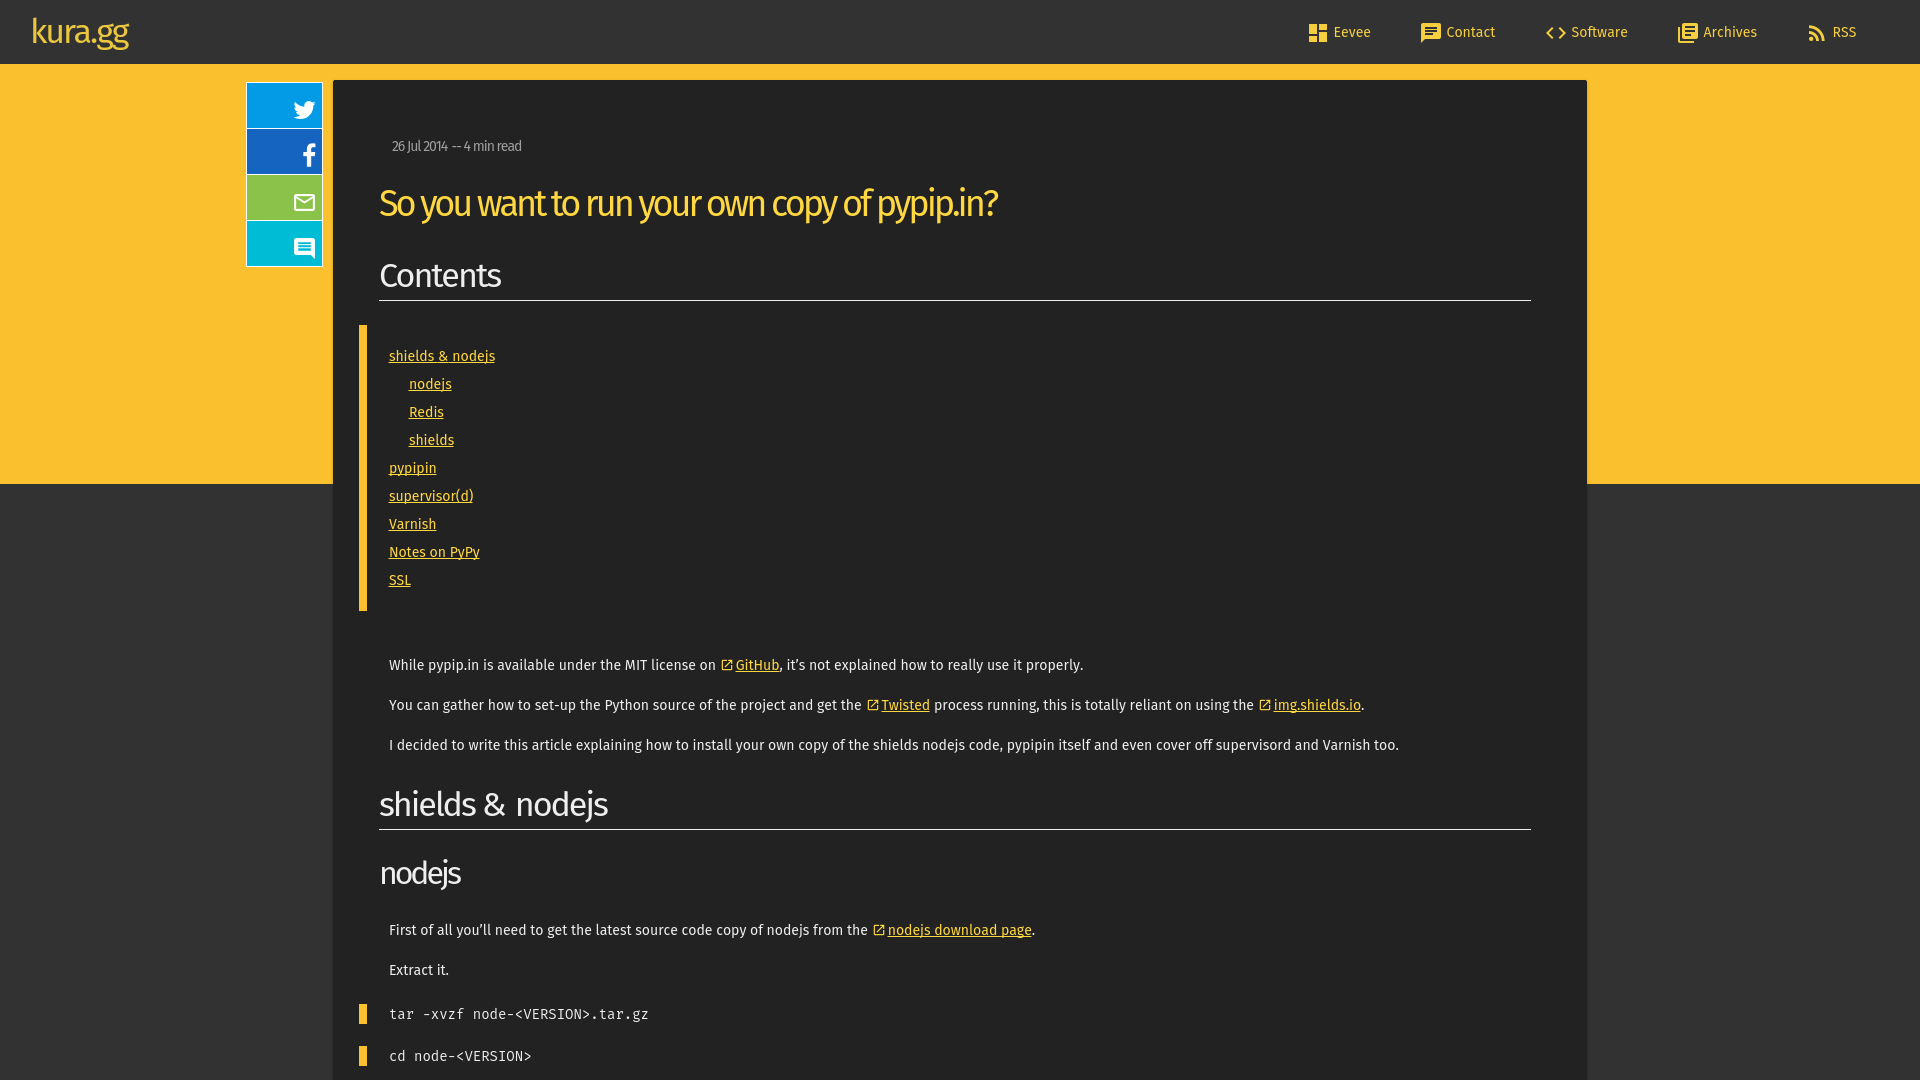 kura.gg
Eevee
Contact
Software
Archives
RSS
26 Jul 2014 -- 4 min read
So you want to run your own copy of pypip.in?
Contents
shields & nodejs
nodejs
Redis
shields
pypipin
supervisor(d)
Varnish
Notes on PyPy
SSL
While pypip.in is available under the MIT license on GitHub, it’s not explained how to really use it properly.
You can gather how to set-up the Python source of the project and get the Twisted process running, this is totally reliant on using the img.shields.io.
I decided to write this article explaining how to install your own copy of the shields nodejs code, pypipin itself and even cover off supervisord and Varnish too.
shields & nodejs
nodejs
First of all you’ll need to get the latest source code copy of nodejs from the nodejs download page.
Extract it.
tar -xvzf node-<VERSION>.tar.gz
cd node-<VERSION>